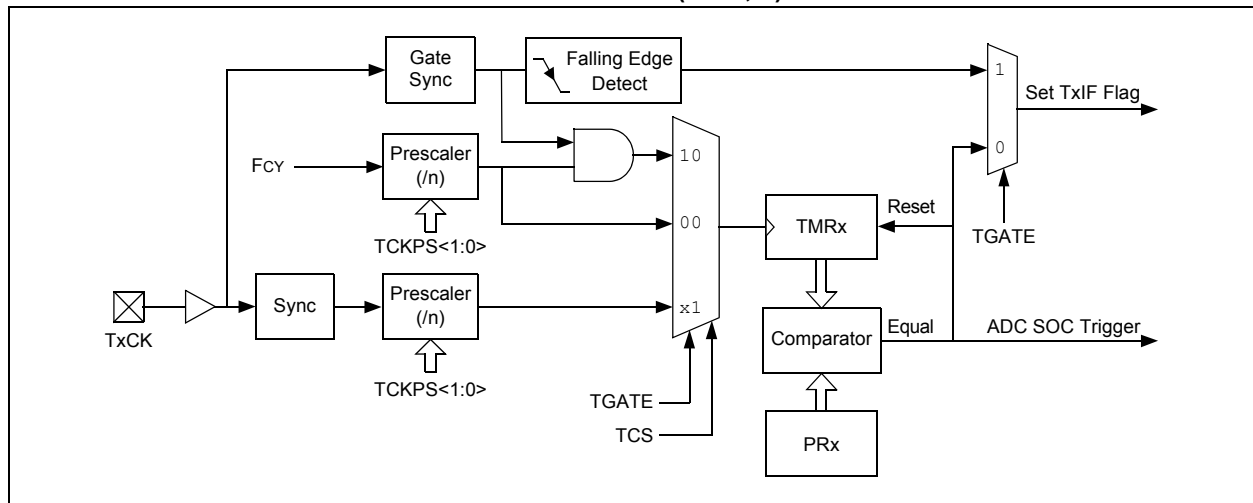 Gate
Sync
Falling Edge
Detect
1
Set TxIF Flag
0
FCY
Prescaler
(/n)
10
00
TCKPS<1:0>
TMRx
Reset
TGATE
TxCK
Sync
Prescaler
(/n)
x1
Comparator
Equal
ADC SOC Trigger
TCKPS<1:0>
TGATE
TCS
PRx